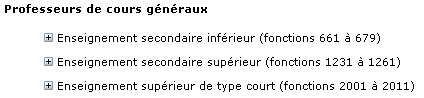 Professeurs de cours généraux
Enseignement secondaire inférieur (fonctions 661 à 679)
Enseignement secondaire supérieur (fonctions 1231 à 1261)
Enseignement supérieur de type court (fonctions 2001 à 2011)